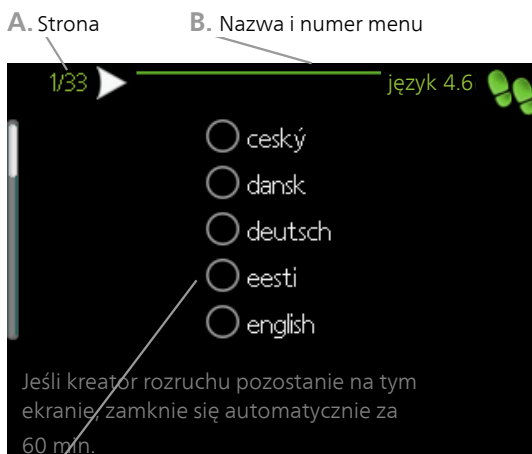 A. Strona
B. Nazwa i numer menu
1/33
język 4.6
ceský
dansk
deutsch
eesti
english
Jeśli kreator rozruchu pozostanie na tym
ekranie, zamknie się automatycznie za
60 min.